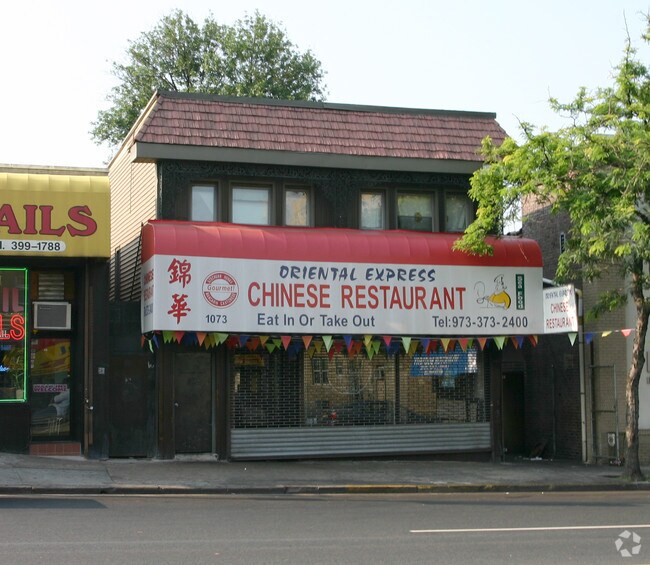 AILS
l. 399-1788
錦華
Gourmet
1073
ORIENTAL EXPRESS
CHINESE RESTAURANT
Eat In Or Take Out
Tel:973-373-2400
CHINESE
RESTAURANT